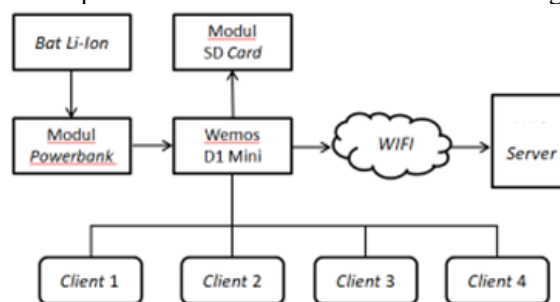 Bat Li-Ion
Modul
SD Card
Modul
Powerbank
Wemos
D1 Mini
WIFI
Server
Client 1
Client 2
Client 3
Client 4